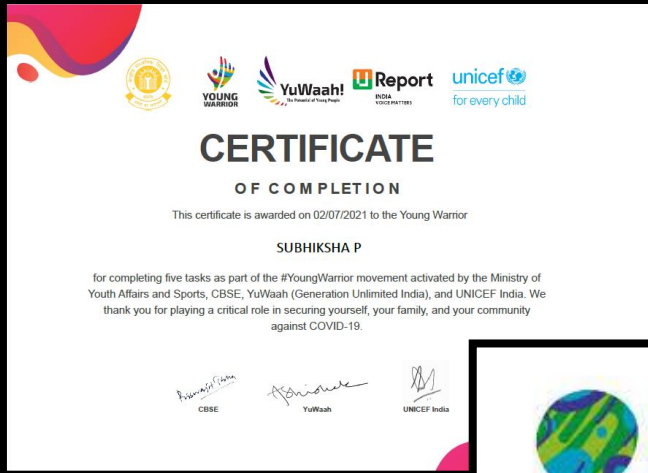 YOUNG
WARRIOR
YuWaah!
The Potential of Young People
U Report
INDIA
VOICE MATTERS
unicef
for every child
CERTIFICATE
OF COMPLETION
This certificate is awarded on 02/07/2021 to the Young Warrior
SUBHIKSHA P
for completing five tasks as part of the #YoungWarrior movement activated by the Ministry of
Youth Affairs and Sports, CBSE, YuWaah (Generation Unlimited India), and UNICEF India. We
thank you for playing a critical role in securing yourself, your family, and your community
against COVID-19.
CBSE
YuWaah
UNICEF India